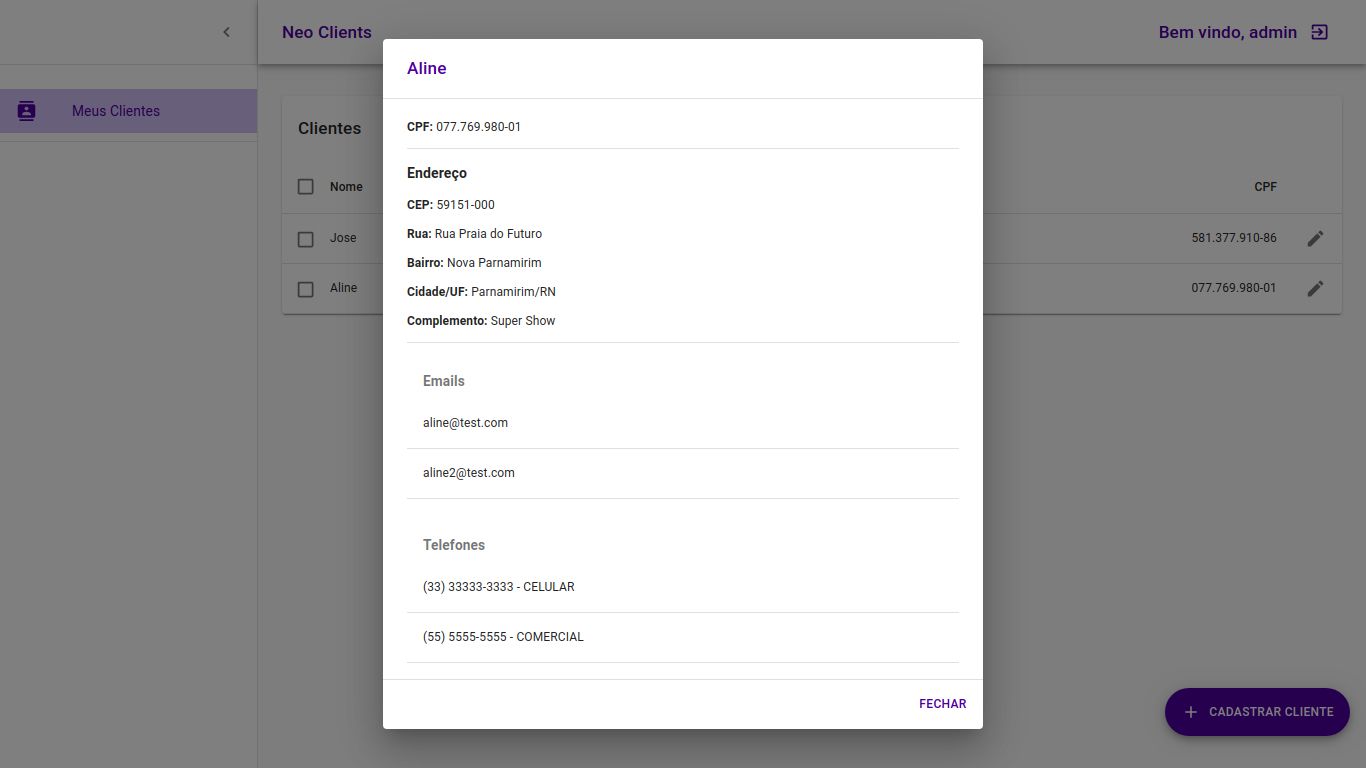 Neo Clients
Bem vindo, admin
Meus Clientes
Clientes
Nome
CPF
Jose
581.377.910-86
Aline
077.769.980-01
Aline
CPF: 077.769.980-01
Endereço
CEP: 59151-000
Rua: Rua Praia do Futuro
Bairro: Nova Parnamirim
Cidade/UF: Parnamirim/RN
Complemento: Super Show
Emails
aline@test.com
aline2@test.com
Telefones
(33) 33333-3333 - CELULAR
(55) 5555-5555 - COMERCIAL
FECHAR
CADASTRAR CLIENTE